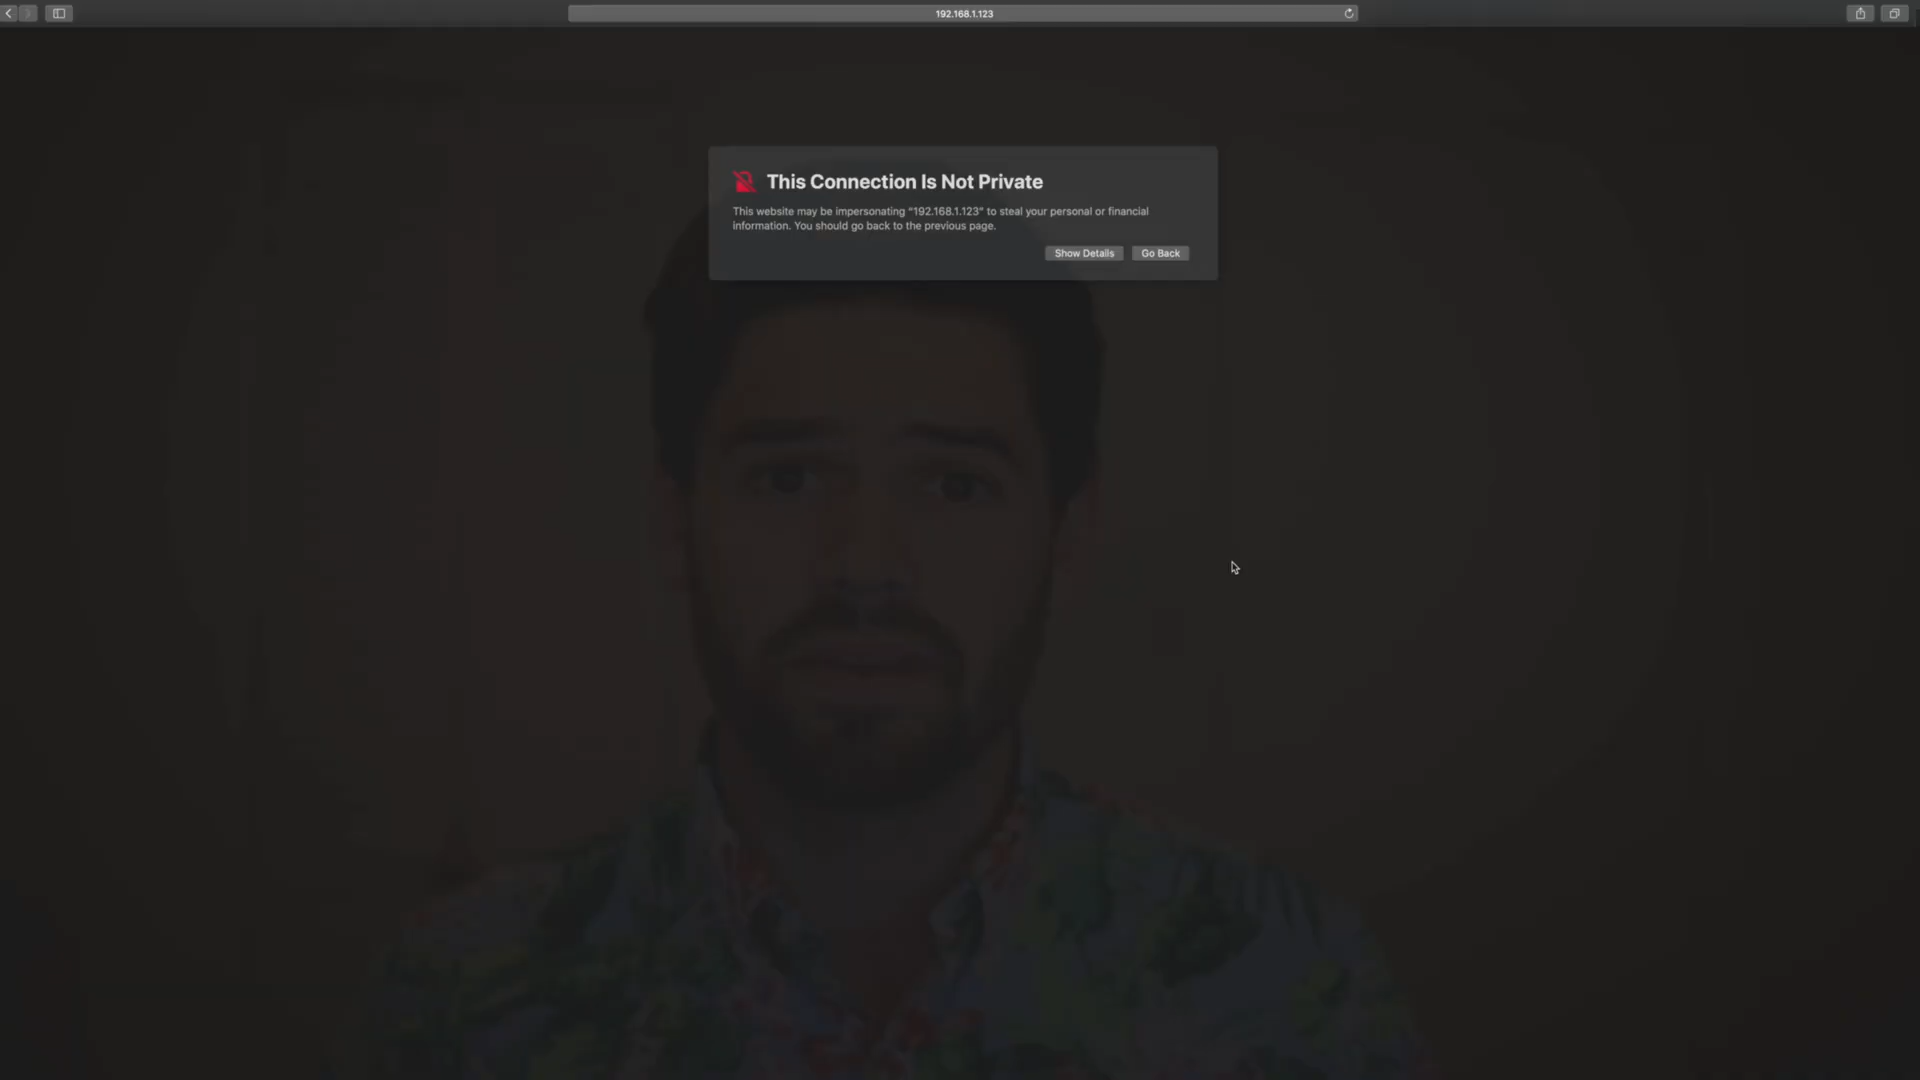 192.168.1.123
This Connection Is Not Private
This website may be impersonating “192.168.1.123” to steal your personal or financial
information. You should go back to the previous page.
Show Details Go Back